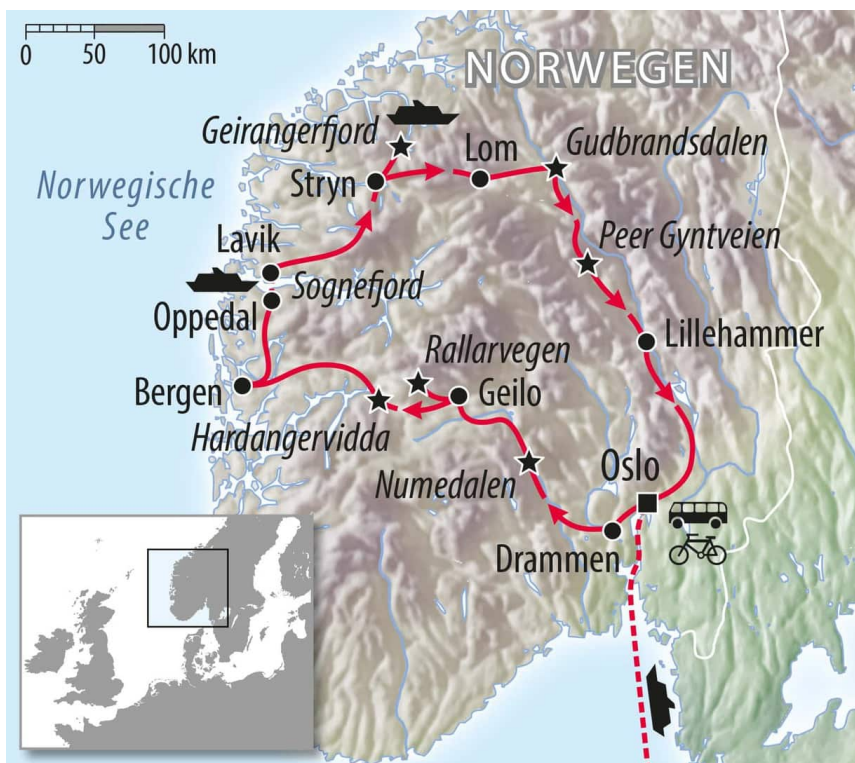 0 50 100 km
NORWEGEN
Geirangerfjord
Lom
Gudbrandsdalen
Stryn
Norwegische
See
Lavik
Peer Gyntveien
Sognefjord
Oppedal
Lillehammer
Rallarvegen
Bergen
Geilo
Hardangervidda
Oslo
Numedalen
Drammen